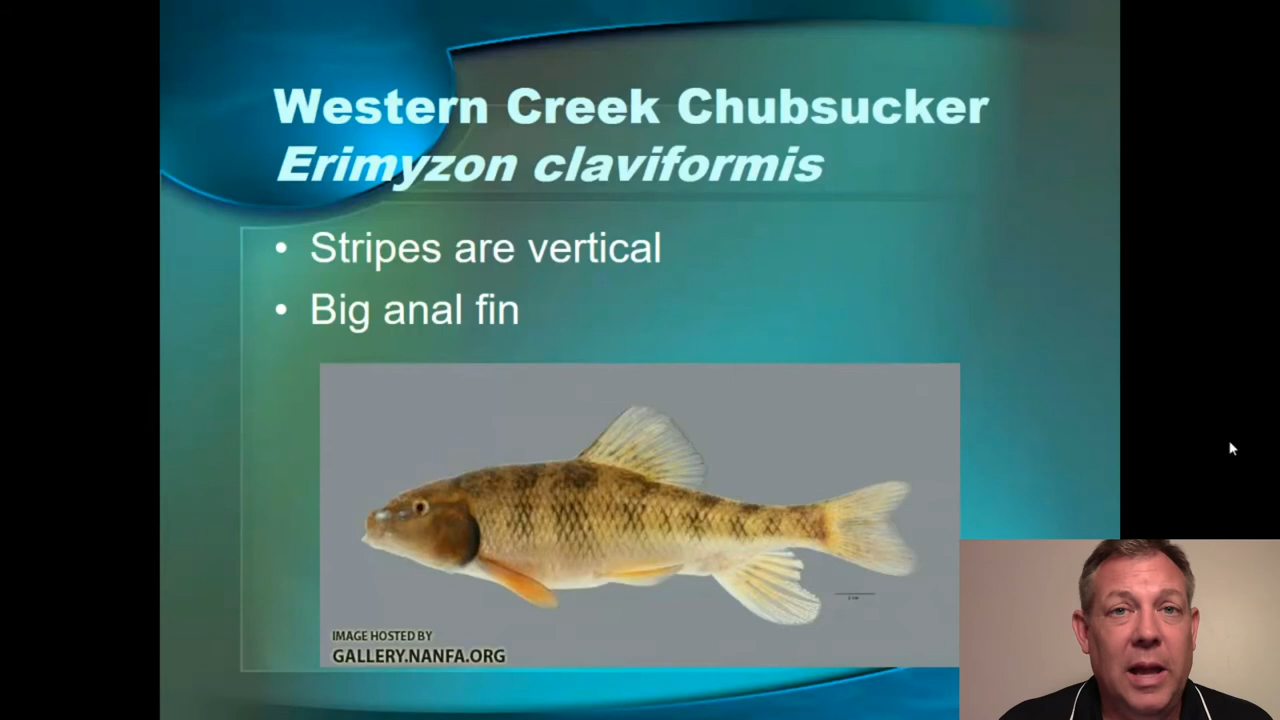 Western Creek Chubsucker
Erimyzon claviformis
• Stripes are vertical
• Big anal fin
IMAGE HOSTED BY
GALLERY.NANFA.ORG